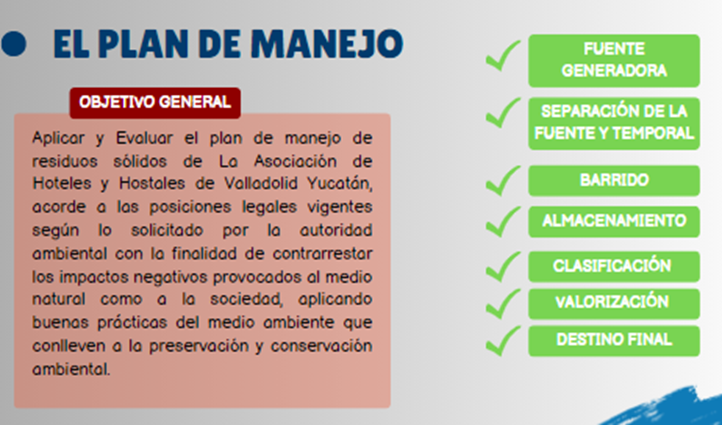 EL PLAN DE MANEJO
OBJETIVO GENERAL
Aplicar y Evaluar el plan de manejo de
residuos sólidos de La Asociación de
Hoteles y Hostales de Valladolid Yucatán,
acorde a las posiciones legales vigentes
según lo solicitado por la autoridad
ambiental con la finalidad de contrarrestar
los impactos negativos provocados al medio
natural como a la sociedad, aplicando
buenas prácticas del medio ambiente que
conlleven a la preservación y conservación
ambiental.
FUENTE
GENERADORA
SEPARACIÓN DE LA
FUENTE Y TEMPORAL
BARRIDO
ALMACENAMIENTO
CLASIFICACIÓN
VALORIZACIÓN
DESTINO FINAL